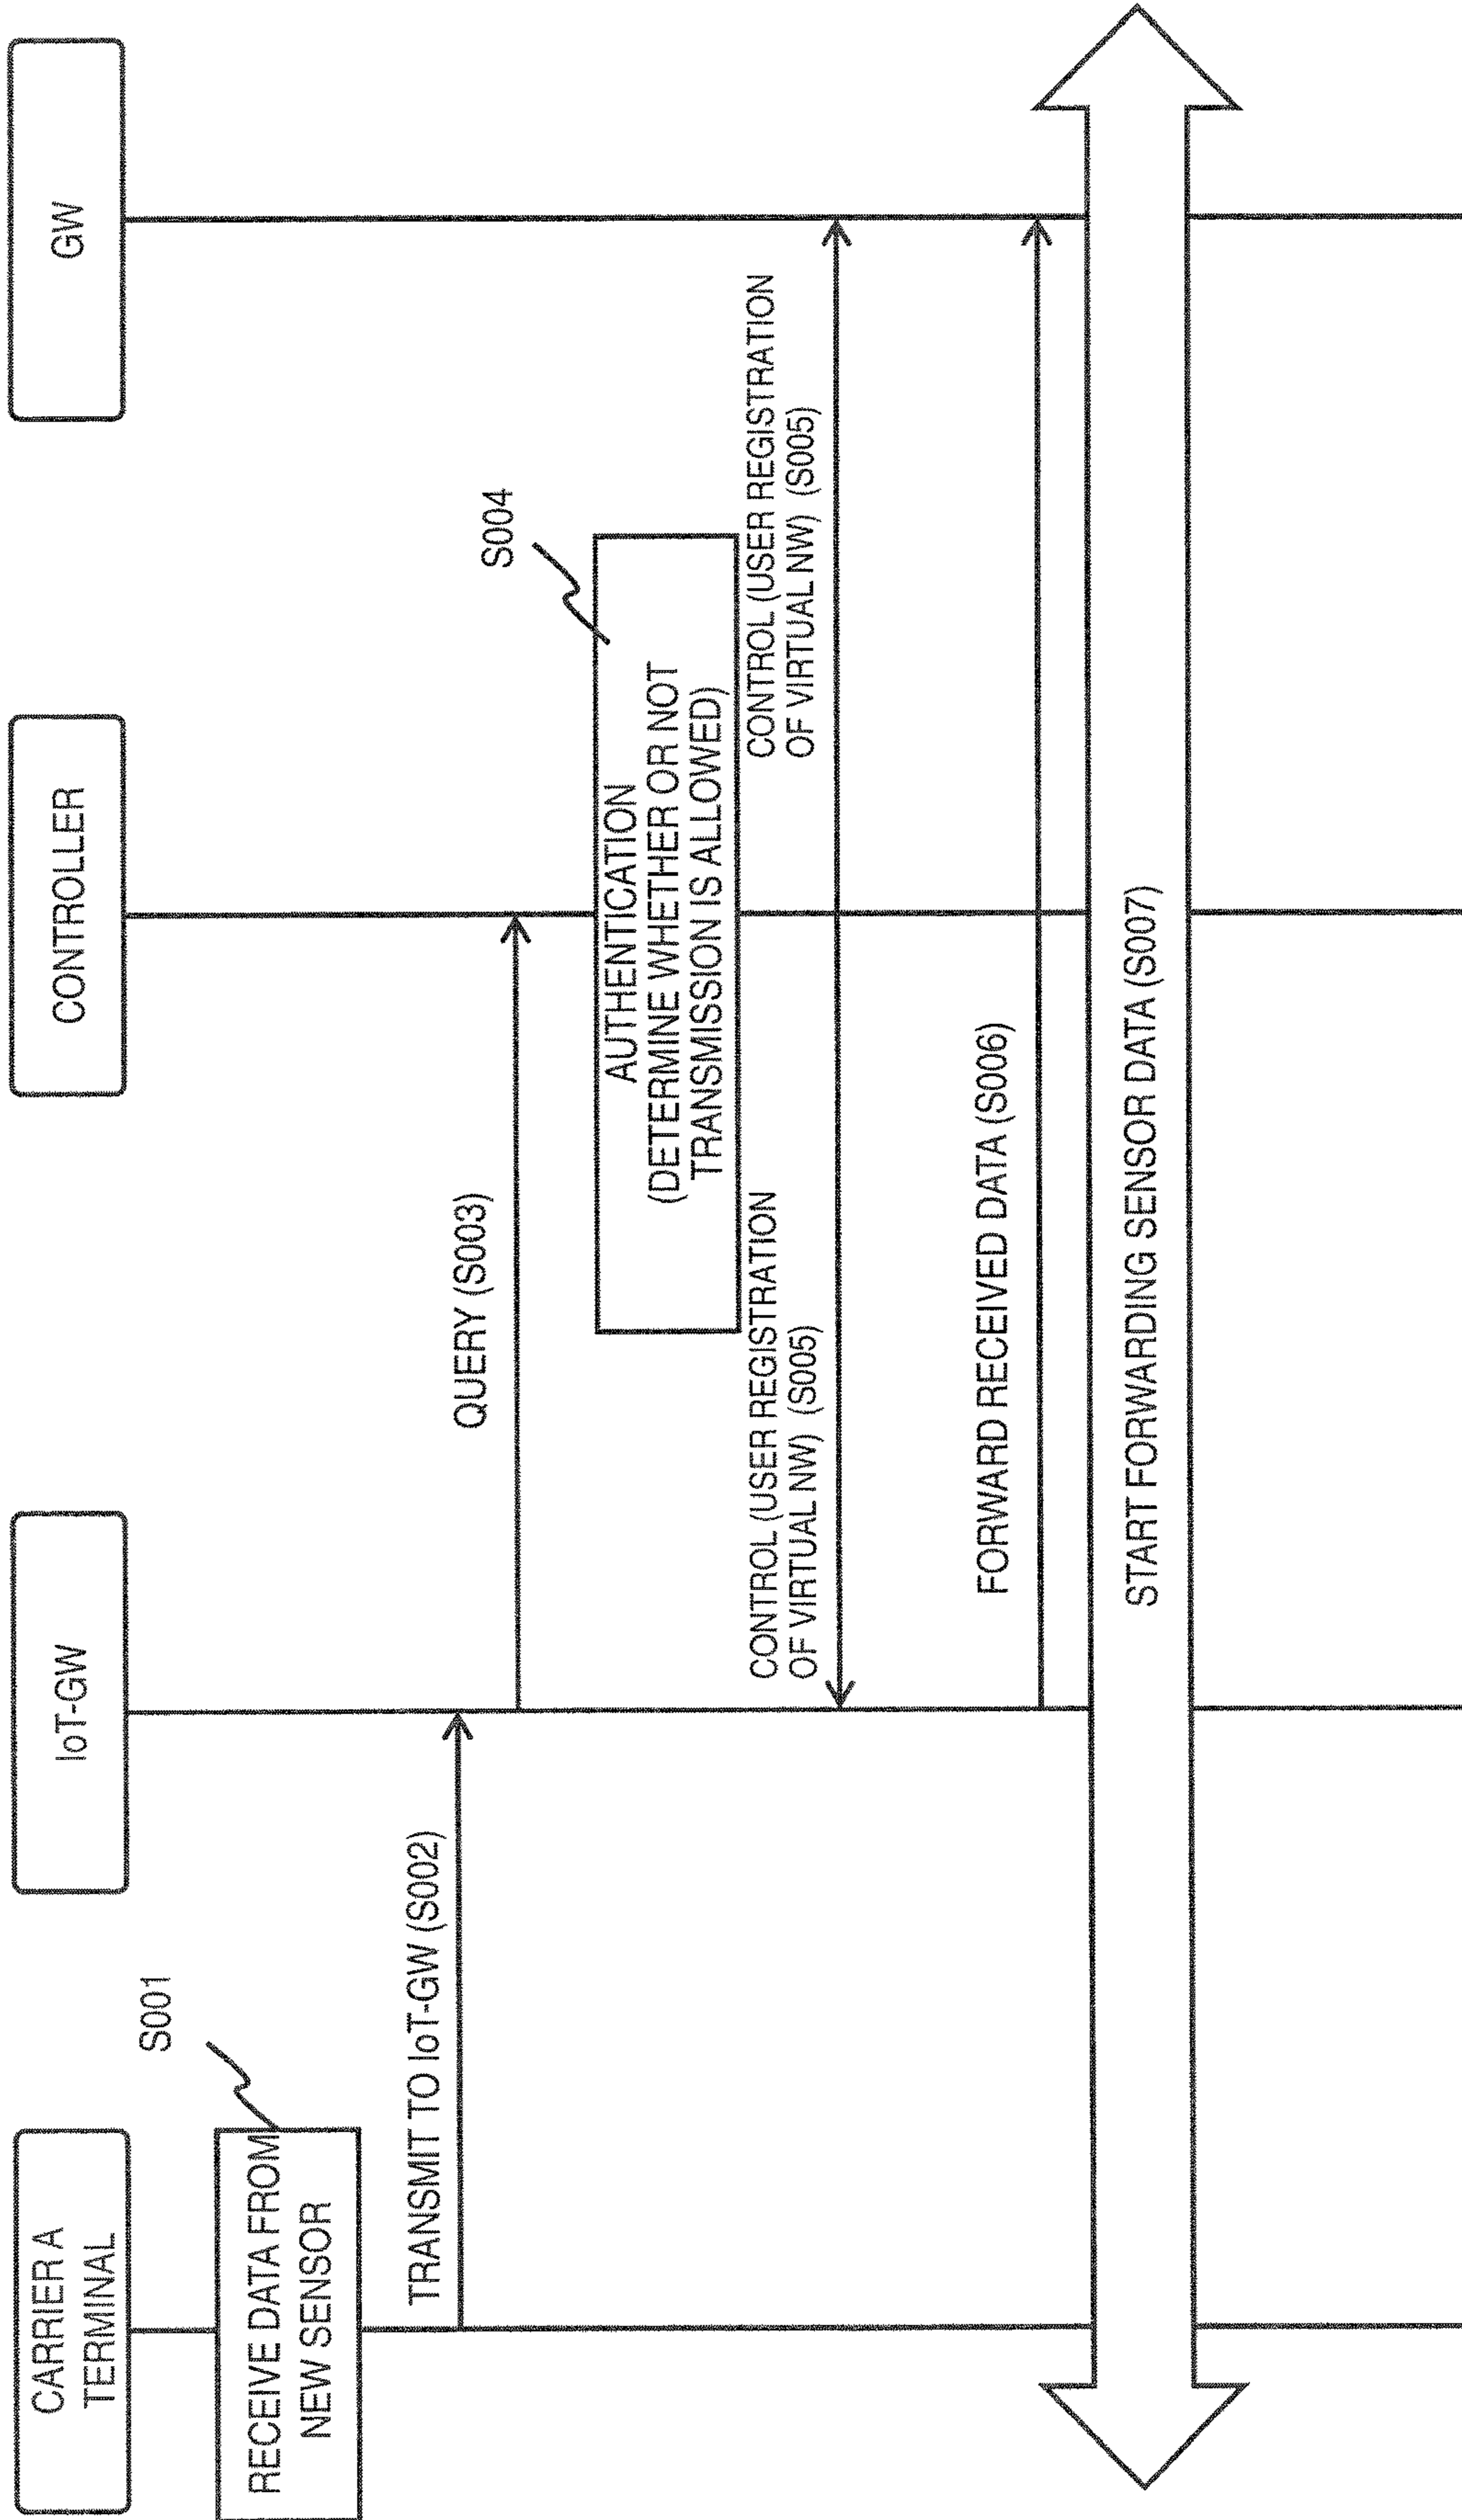 CARRIER A
TERMINAL
IoT-GW
CONTROLLER
GW
S001
RECEIVE DATA FROM
NEW SENSOR
TRANSMIT TO IoT-GW (S002)
QUERY (S003)
S004
AUTHENTICATION
(DETERMINE WHETHER OR NOT
TRANSMISSION IS ALLOWED)
CONTROL (USER REGISTRATION
OF VIRTUAL NW) (S005)
CONTROL (USER REGISTRATION
OF VIRTUAL NW) (S005)
FORWARD RECEIVED DATA (S006)
START FORWARDING SENSOR DATA (S007)